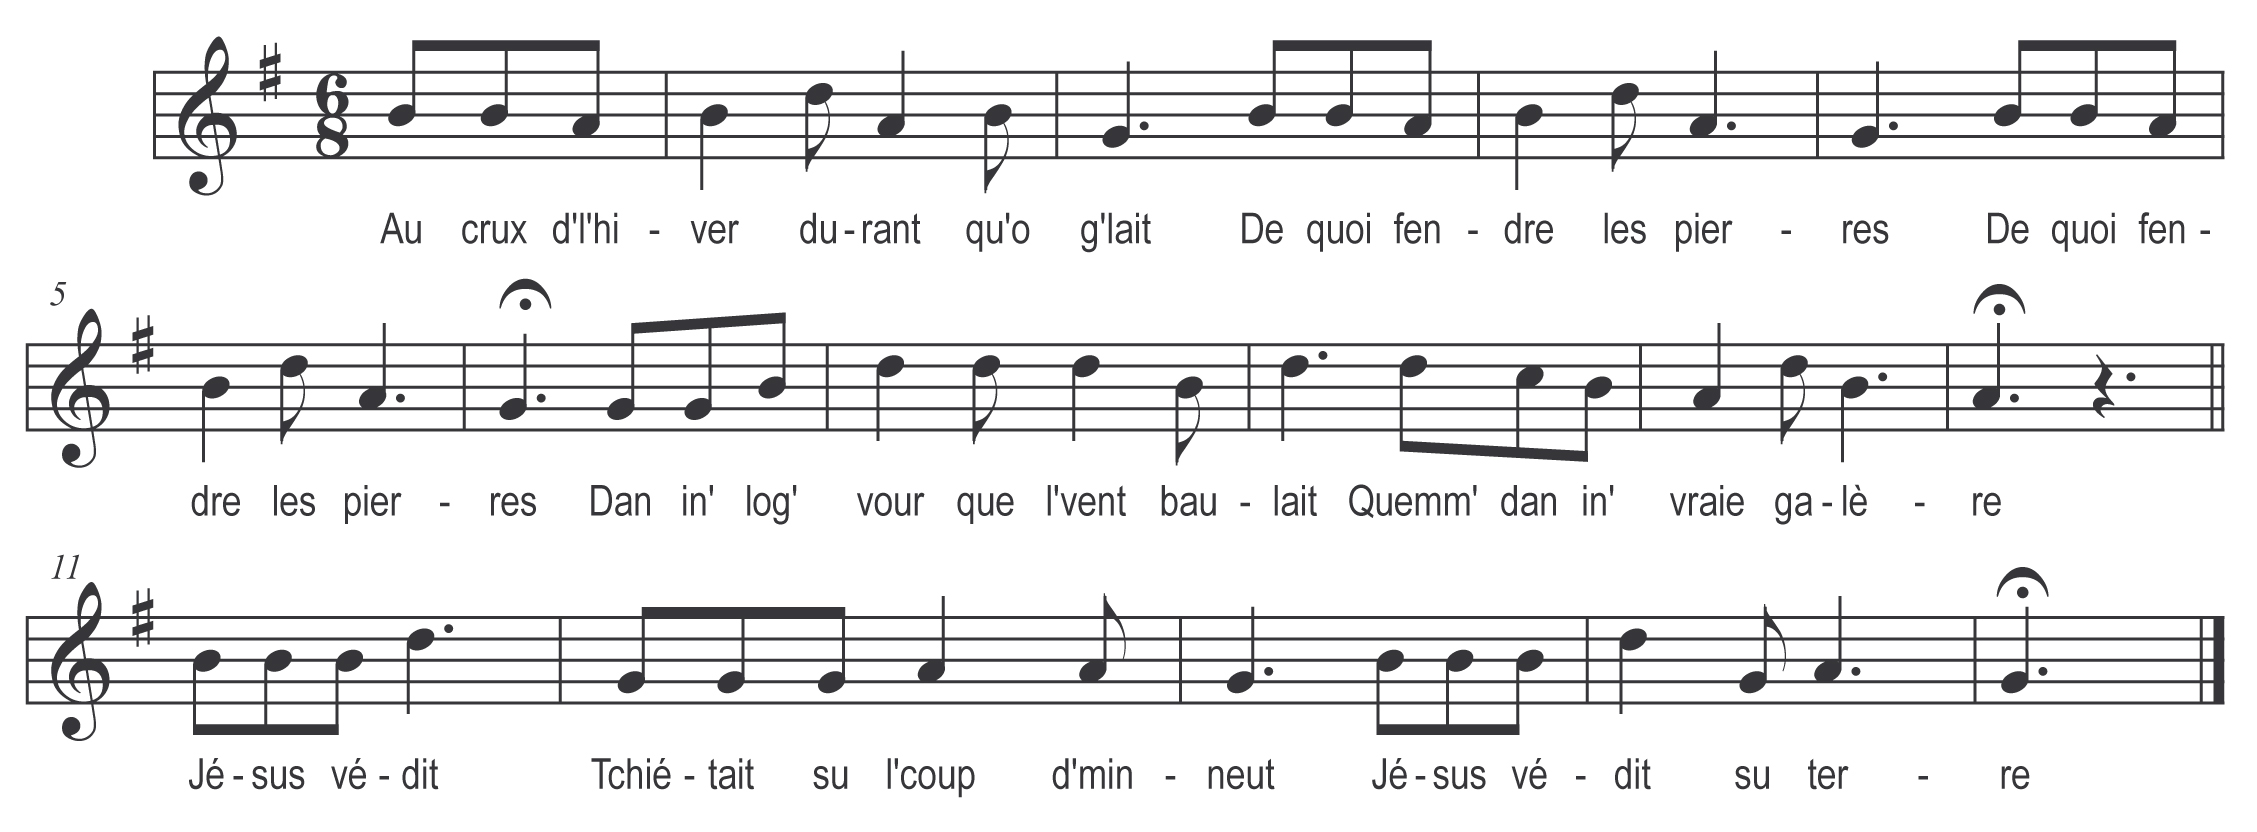 6 8
Au crux d'l'hi - ver du - rant qu'o g'lait De quoi fen - dre les pier - res De quoi fen -
5
dre les pier - res Dan in' log' vour que l'vent bau - lait Quemm' dan in' vraie ga - lè - re
11
Jé - sus vé - dit Tchié - tait su l'coup d'min - neut Jé - sus vé - dit su ter - re